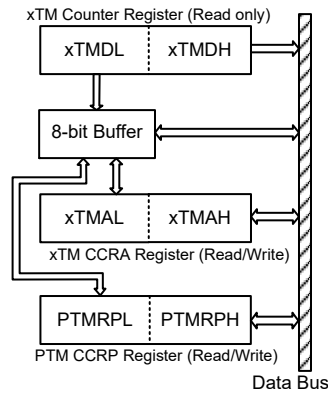 xTM Counter Register (Read only)
xTMDL xTMDH
8-bit Buffer
xTMAL xTMAH
xTM CCRA Register (Read/Write)
PTMRPL PTMRPH
PTM CCRP Register (Read/Write)
Data Bus